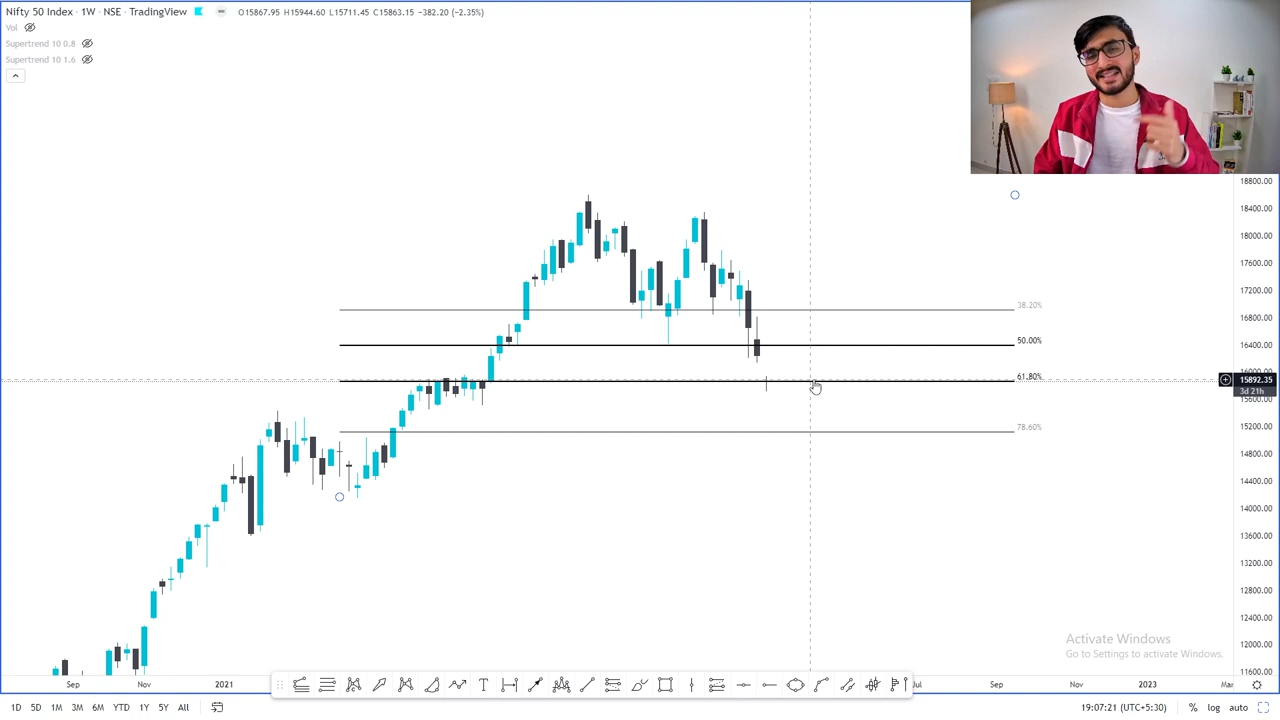 Nifty 50 Index · 1W · NSE · TradingView O15867.95 H15944.60 L15711.45 C15863.15 −382.20 (−2.35%)
Vol
Supertrend 10 0.8
Supertrend 10 1.6
18800.00
18400.00
18000.00
17600.00
17200.00
38.20%
16800.00
50.00%
16400.00
16000.00
61.80%
15892.35
3d 21h
15600.00
78.60%
15200.00
14800.00
14400.00
14000.00
13600.00
13200.00
12800.00
12400.00
12000.00
11600.00
Activate Windows
Go to Settings to activate Windows.
Sep Nov 2021 Jul Sep Nov 2023 Mar
1D 5D 1M 3M 6M YTD 1Y 5Y All 19:07:21 (UTC+5:30) % log auto